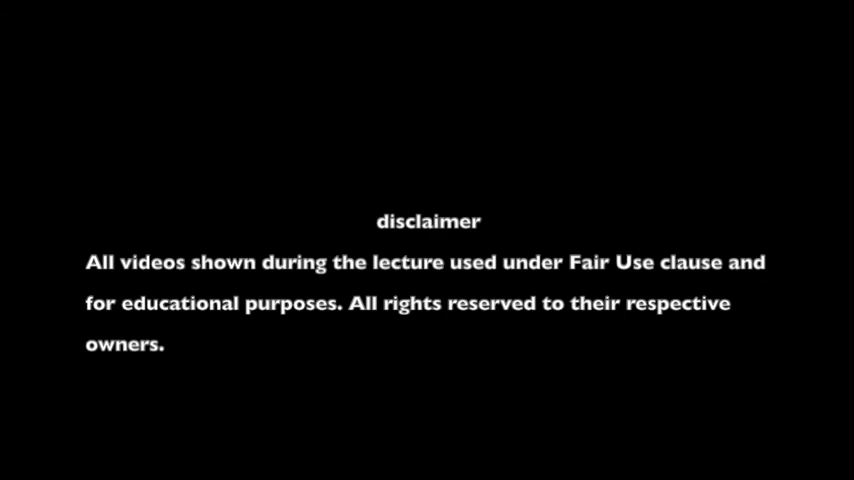 disclaimer
All videos shown during the lecture used under Fair Use clause and
for educational purposes. All rights reserved to their respective
owners.